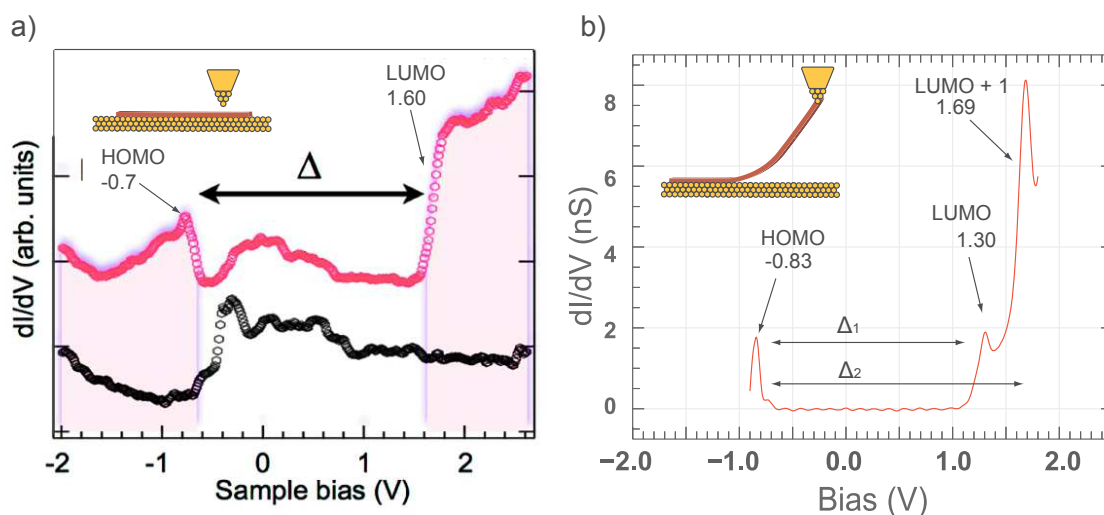 a)
LUMO
1.60
HOMO
-0.7
Δ
dI/dV (arb. units)
-2
-1
0
1
2
Sample bias (V)
b)
8
6
4
2
0
dI/dV (nS)
LUMO + 1
1.69
LUMO
1.30
HOMO
-0.83
Δ1
Δ2
−2.0
−1.0
0.0
1.0
2.0
Bias (V)